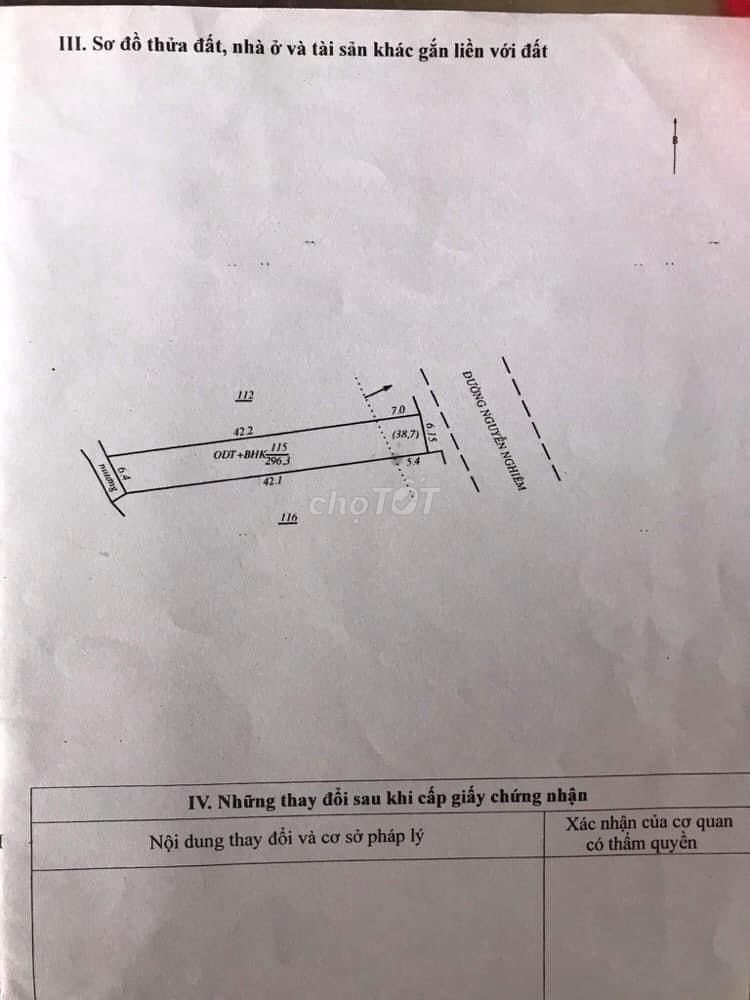 III. Sơ đồ thửa đất, nhà ở và tài sản khác gắn liền với đất
B
112
7.0
ĐƯỜNG NGUYỄN NGHIÊM
42.2
(38,7)
6.15
115
ODT+BHK
296.3
5.4
6.4
mương
42.1
chợTỐT
116
IV. Những thay đổi sau khi cấp giấy chứng nhận
Nội dung thay đổi và cơ sở pháp lý
Xác nhận của cơ quan
có thẩm quyền